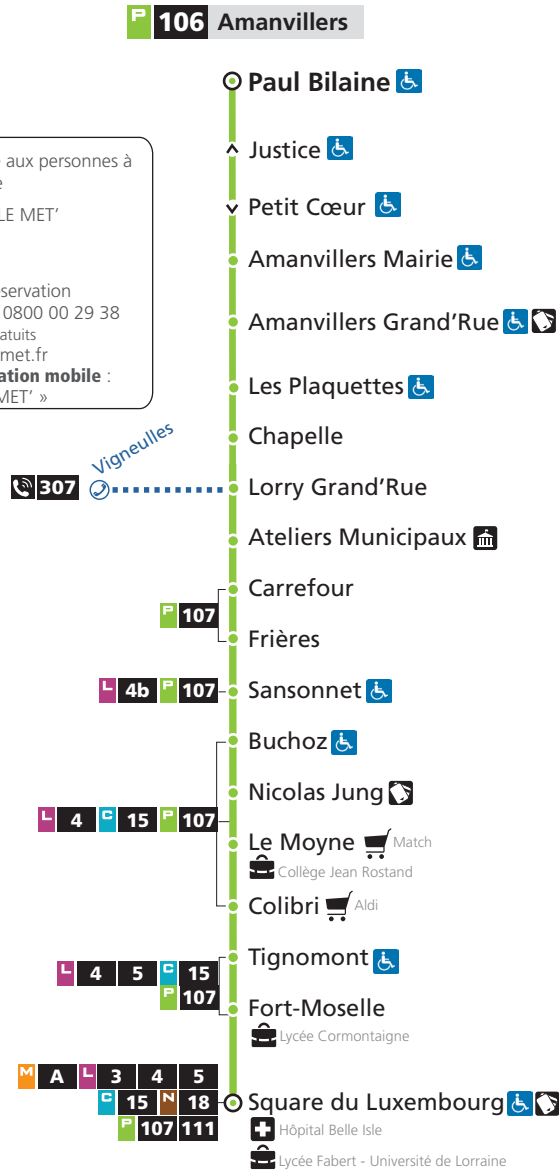 P 106 Amanvillers
Paul Bilaine
Justice
Petit Cœur
Amanvillers Mairie
Amanvillers Grand'Rue
Les Plaquettes
Chapelle
Vigneulles
307 Lorry Grand'Rue
Ateliers Municipaux
Carrefour
P 107
Frières
L 4b P 107 Sansonnet
Buchoz
Nicolas Jung
L 4 C 15 P 107
Le Moyne Match
Collège Jean Rostand
Colibri Aldi
Tignomont
L 4 5 C 15
P 107
Fort-Moselle
Lycée Cormontaigne
M A L 3 4 5
C 15 N 18 Square du Luxembourg
P 107 111 Hôpital Belle Isle
Lycée Fabert - Université de Lorraine
aux personnes à
LE MET'
0800 00 29 38
met.fr
mobile :
MET' »